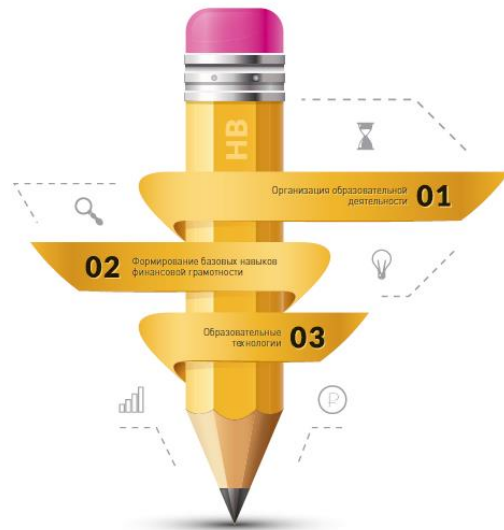 HB
Организация образовательной
деятельности
01
02
Формирование базовых навыков
финансовой грамотности
Образовательные
технологии
03
₽